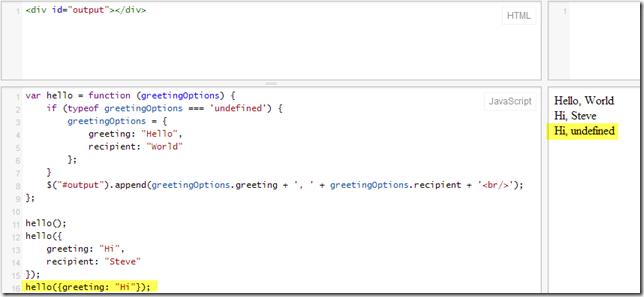 1 <div id="output"></div>
HTML
1
1 var hello = function (greetingOptions) {
2 if (typeof greetingOptions === 'undefined') {
3 greetingOptions = {
4 greeting: "Hello",
5 recipient: "World"
6 };
7 }
8 $("#output").append(greetingOptions.greeting + ', ' + greetingOptions.recipient + '<br/>');
9 };
10
11 hello();
12 hello({
13 greeting: "Hi",
14 recipient: "Steve"
15 });
16 hello({greeting: "Hi"});
JavaScript
Hello, World
Hi, Steve
Hi, undefined